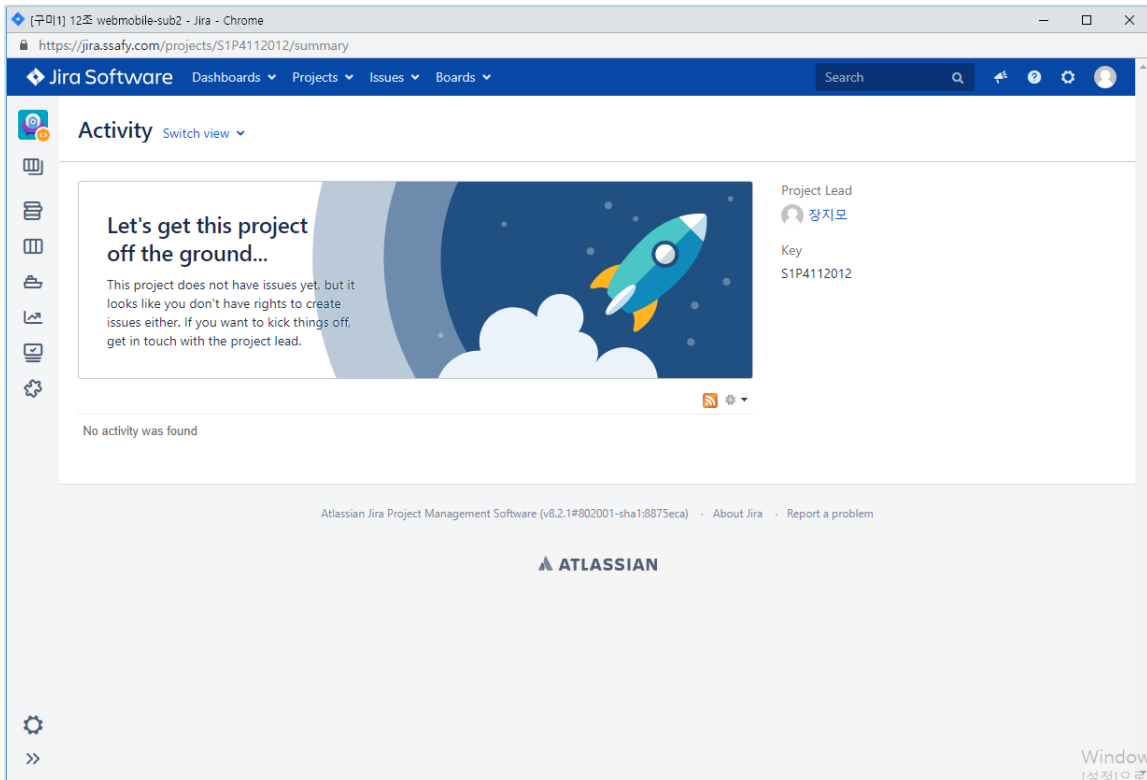 [구미1] 12조 webmobile-sub2 - Jira - Chrome
https://jira.ssafy.com/projects/S1P4112012/summary
Jira Software Dashboards Projects Issues Boards Search
Activity Switch view
Let's get this project
off the ground...
This project does not have issues yet, but it
looks like you don't have rights to create
issues either. If you want to kick things off,
get in touch with the project lead.
Project Lead
장지모
Key
S1P4112012
No activity was found
Atlassian Jira Project Management Software (v8.2.1#802001-sha1:8875eca) · About Jira · Report a problem
ATLASSIAN
Window